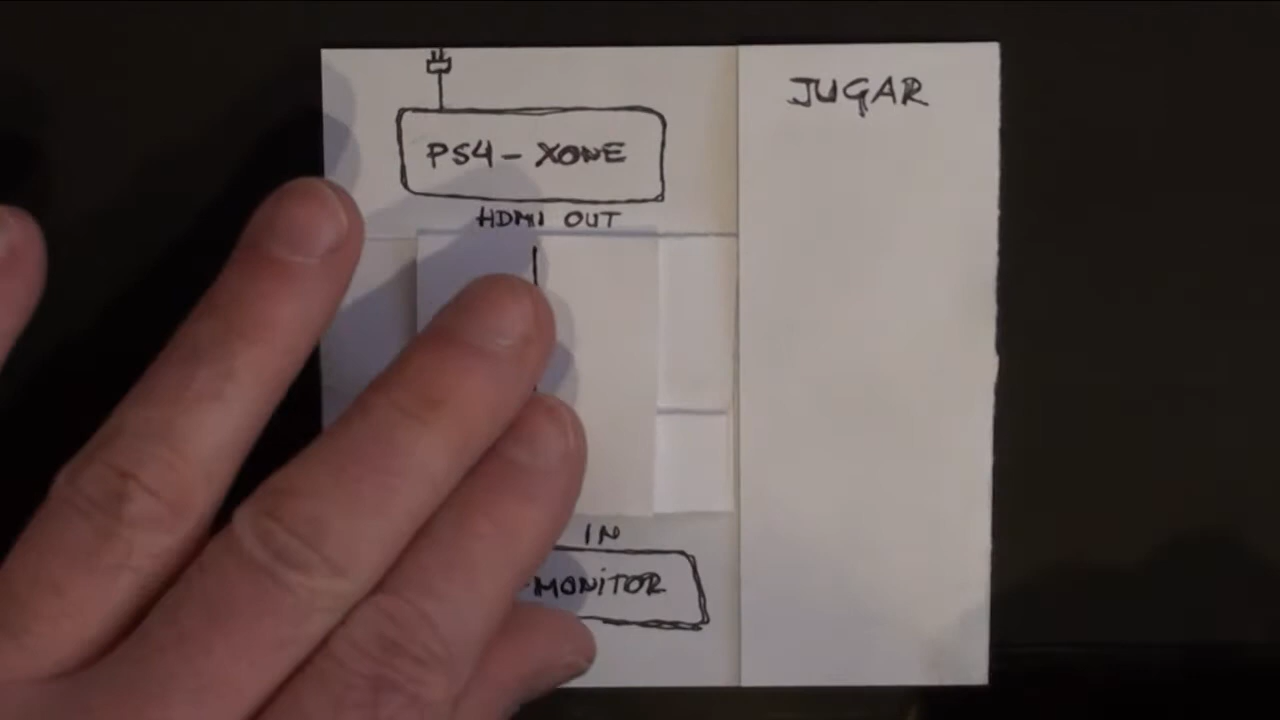 JUGAR
PS4 - XONE
HDMI OUT
IN
-MONITOR